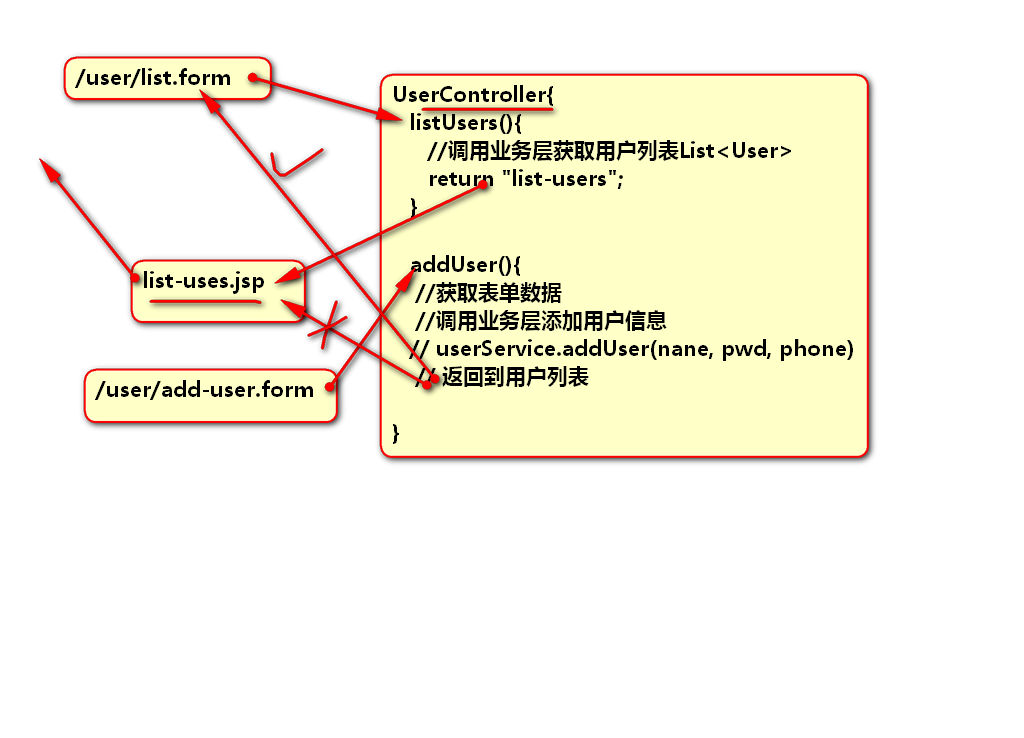 /user/list.form
UserController{
listUsers(){
//调用业务层获取用户列表List<User>
return "list-users";
}
list-uses.jsp
addUser(){
//获取表单数据
//调用业务层添加用户信息
// userService.addUser(nane, pwd, phone)
// 返回到用户列表
/user/add-user.form
}